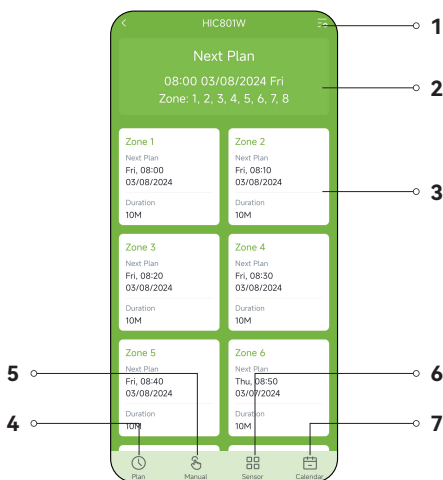 HIC801W
1
Next Plan
08:00 03/08/2024 Fri
Zone: 1, 2, 3, 4, 5, 6, 7, 8
2
Zone 1
Next Plan
Fri, 08:00
03/08/2024
Duration
10M
Zone 2
Next Plan
Fri, 08:10
03/08/2024
Duration
10M
3
Zone 3
Next Plan
Fri, 08:20
03/08/2024
Duration
10M
Zone 4
Next Plan
Fri, 08:30
03/08/2024
Duration
10M
Zone 5
Next Plan
Fri, 08:40
03/08/2024
Duration
10M
Zone 6
Next Plan
Thu, 08:50
03/07/2024
Duration
10M
5
6
4
7
Plan
Manual
Sensor
Calendar